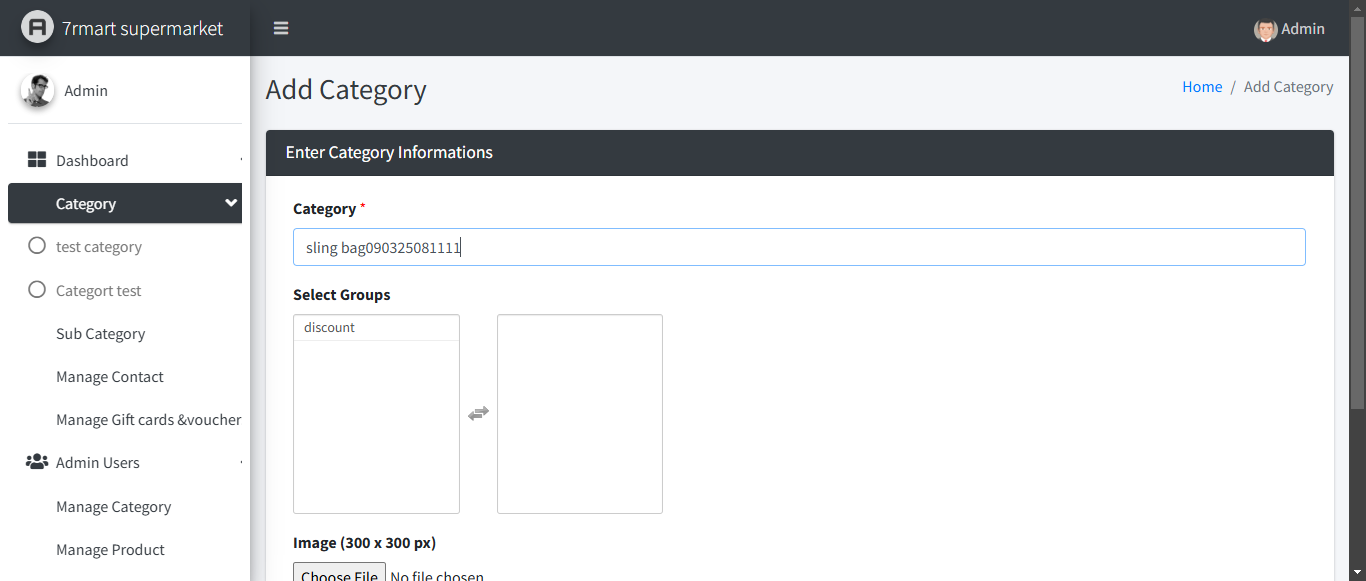 7rmart supermarket
Admin
Admin
Add Category
Home / Add Category
Dashboard
Category
test category
Categort test
Sub Category
Manage Contact
Manage Gift cards &voucher
Admin Users
Manage Category
Manage Product
Enter Category Informations
Category *
sling bag090325081111
Select Groups
discount
Image (300 x 300 px)
Choose File No file chosen